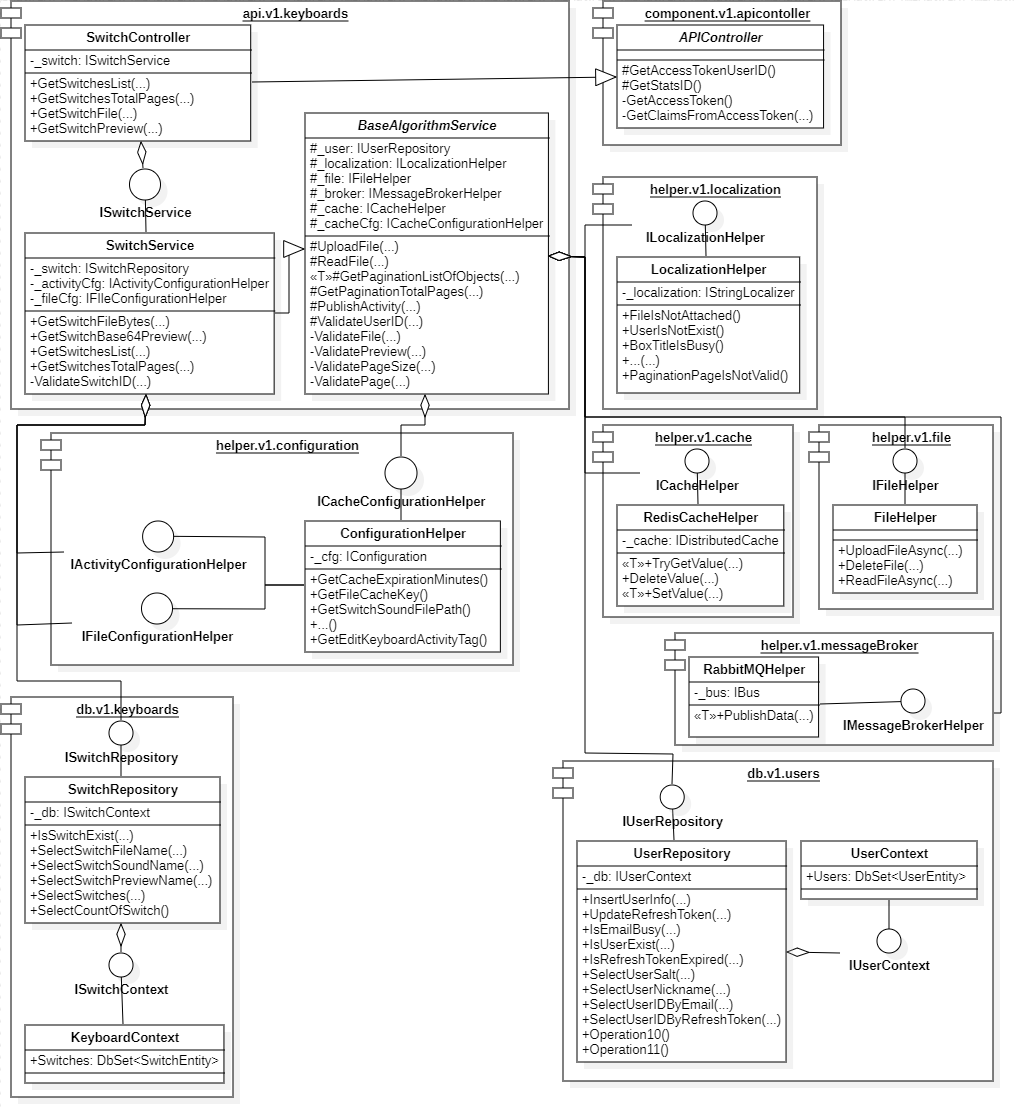 api.v1.keyboards
SwitchController
-_switch: ISwitchService
+GetSwitchesList(...)
+GetSwitchesTotalPages(...)
+GetSwitchFile(...)
+GetSwitchPreview(...)
ISwitchService
SwitchService
-_switch: ISwitchRepository
-_activityCfg: IActivityConfigurationHelper
-_fileCfg: IFIleConfigurationHelper
+GetSwitchFileBytes(...)
+GetSwitchBase64Preview(...)
+GetSwitchesList(...)
+GetSwitchesTotalPages(...)
-ValidateSwitchID(...)
BaseAlgorithmService
#_user: IUserRepository
#_localization: ILocalizationHelper
#_file: IFileHelper
#_broker: IMessageBrokerHelper
#_cache: ICacheHelper
#_cacheCfg: ICacheConfigurationHelper
#UploadFile(...)
#ReadFile(...)
«T»#GetPaginationListOfObjects(...)
#GetPaginationTotalPages(...)
#PublishActivity(...)
#ValidateUserID(...)
-ValidateFile(...)
-ValidatePreview(...)
-ValidatePageSize(...)
-ValidatePage(...)
component.v1.apicontoller
APIController
#GetAccessTokenUserID()
#GetStatsID()
-GetAccessToken()
-GetClaimsFromAccessToken(...)
helper.v1.localization
ILocalizationHelper
LocalizationHelper
-_localization: IStringLocalizer
+FileIsNotAttached()
+UserIsNotExist()
+BoxTitleIsBusy()
+...(...)
+PaginationPageIsNotValid()
helper.v1.configuration
ICacheConfigurationHelper
IActivityConfigurationHelper
IFileConfigurationHelper
ConfigurationHelper
-_cfg: IConfiguration
+GetCacheExpirationMinutes()
+GetFileCacheKey()
+GetSwitchSoundFilePath()
+...()
+GetEditKeyboardActivityTag()
helper.v1.cache
ICacheHelper
RedisCacheHelper
-_cache: IDistributedCache
«T»+TryGetValue(...)
+DeleteValue(...)
«T»+SetValue(...)
helper.v1.file
IFileHelper
FileHelper
+UploadFileAsync(...)
+DeleteFile(...)
+ReadFileAsync(...)
helper.v1.messageBroker
RabbitMQHelper
-_bus: IBus
«T»+PublishData(...)
IMessageBrokerHelper
db.v1.keyboards
ISwitchRepository
SwitchRepository
-_db: ISwitchContext
+IsSwitchExist(...)
+SelectSwitchFileName(...)
+SelectSwitchSoundName(...)
+SelectSwitchPreviewName(...)
+SelectSwitches(...)
+SelectCountOfSwitch()
ISwitchContext
KeyboardContext
+Switches: DbSet<SwitchEntity>
db.v1.users
IUserRepository
UserRepository
-_db: IUserContext
+InsertUserInfo(...)
+UpdateRefreshToken(...)
+IsEmailBusy(...)
+IsUserExist(...)
+IsRefreshTokenExpired(...)
+SelectUserSalt(...)
+SelectUserNickname(...)
+SelectUserIDByEmail(...)
+SelectUserIDByRefreshToken(...)
+Operation10()
+Operation11()
UserContext
+Users: DbSet<UserEntity>
IUserContext